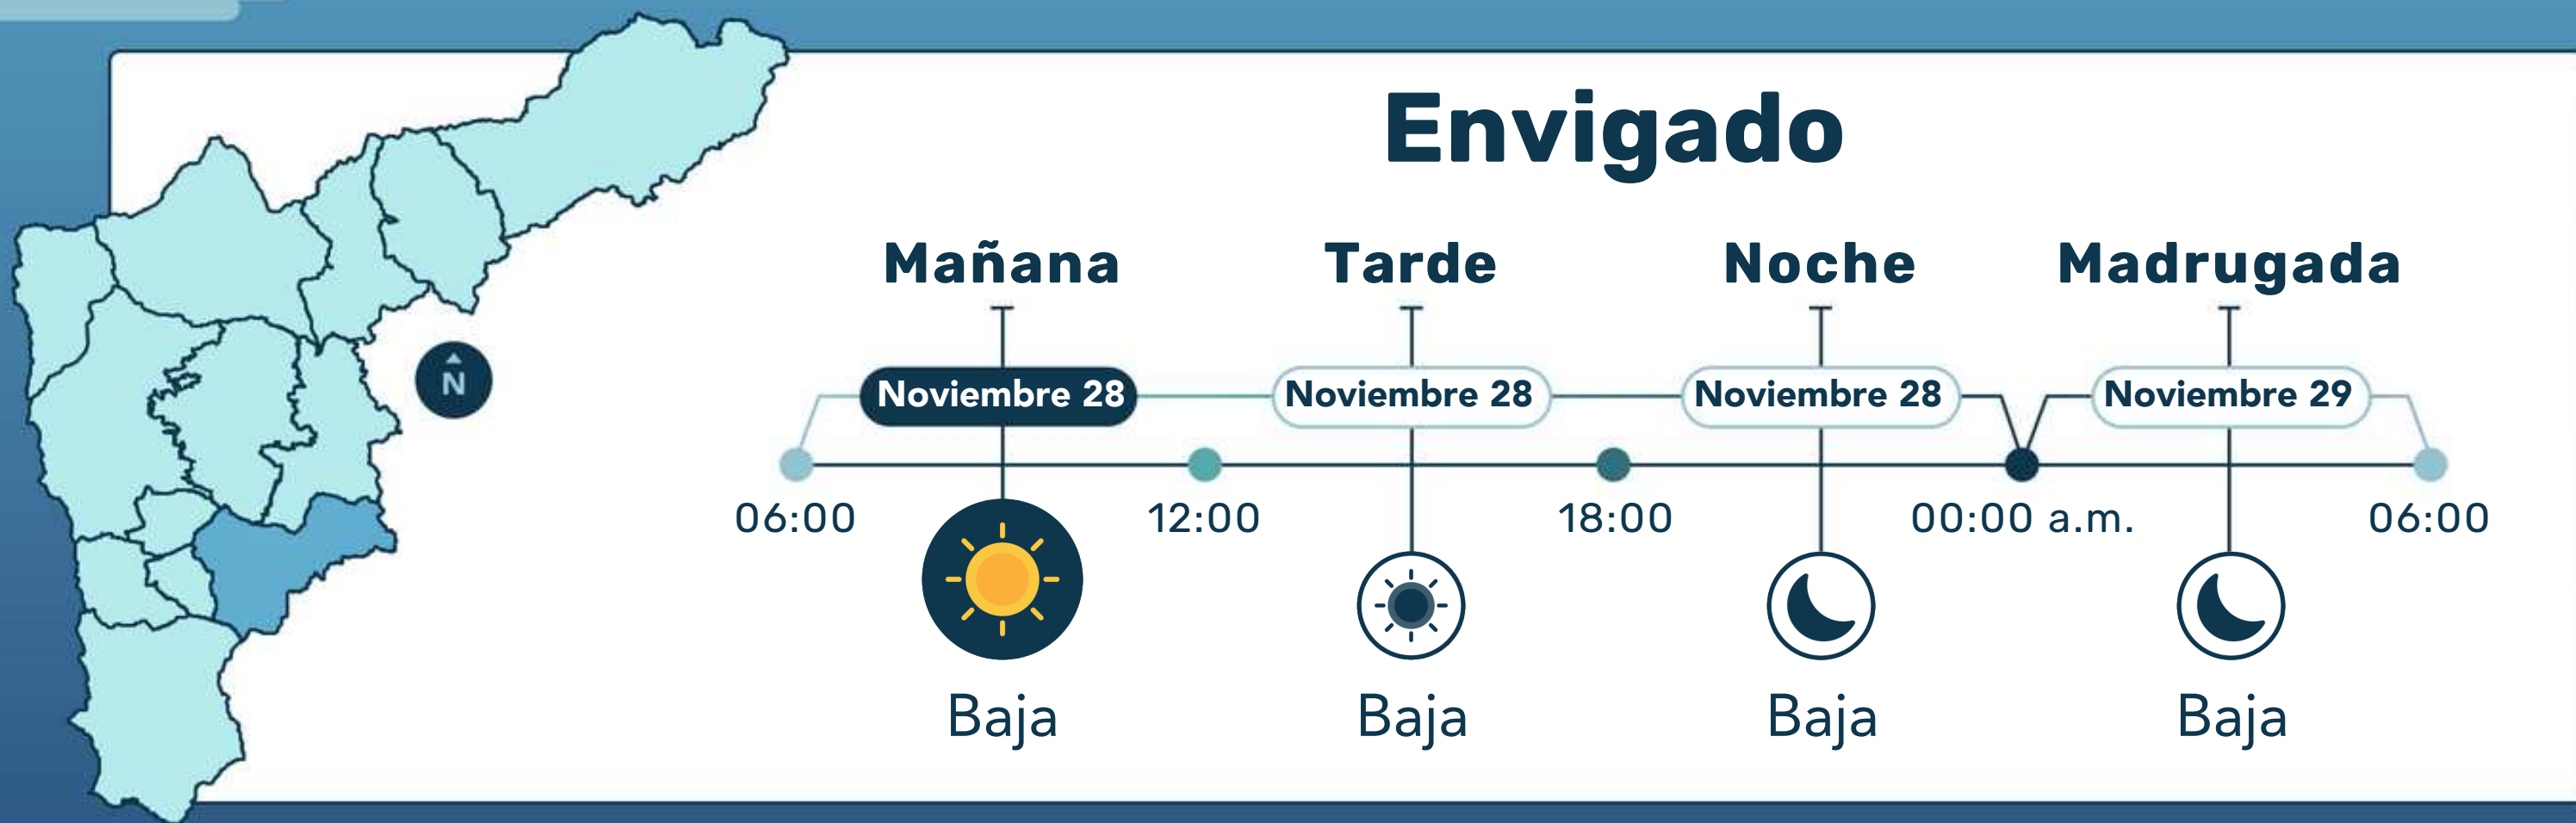 Envigado
Mañana Tarde Noche Madrugada
N
Noviembre 28 Noviembre 28 Noviembre 28 Noviembre 29
06:00 12:00 18:00 00:00 a.m. 06:00
Baja Baja Baja Baja